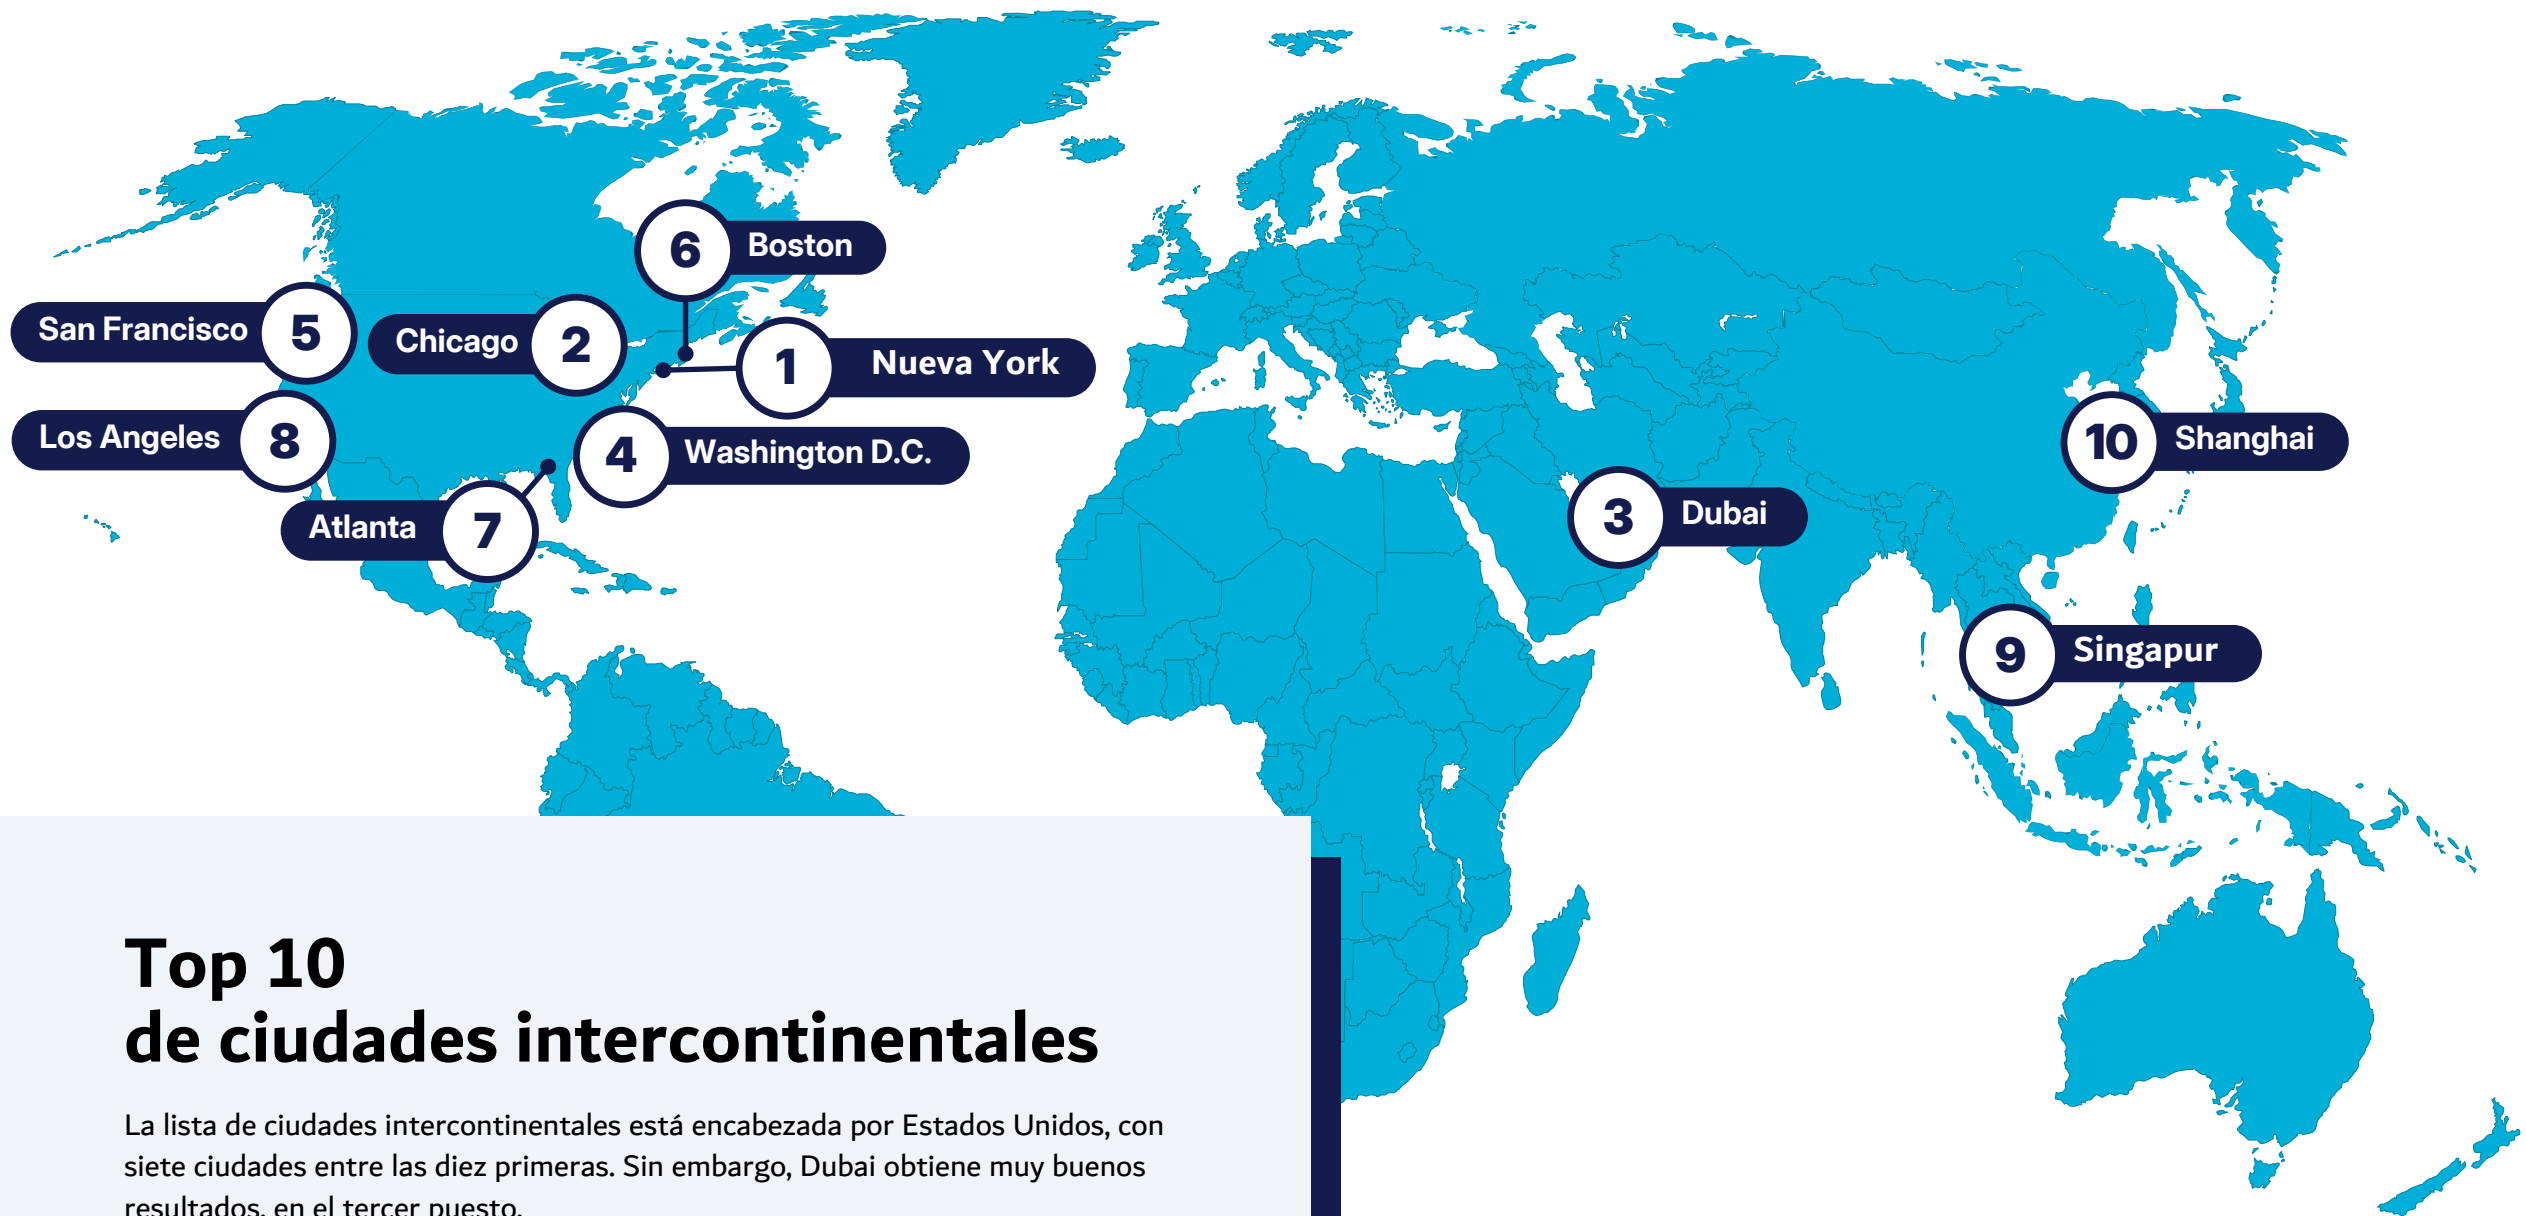 6 Boston
San Francisco 5
Chicago 2
1 Nueva York
Los Angeles 8
4 Washington D.C.
10 Shanghai
Atlanta 7
3 Dubai
9 Singapur
Top 10
de ciudades intercontinentales
La lista de ciudades intercontinentales está encabezada por Estados Unidos, con
siete ciudades entre las diez primeras. Sin embargo, Dubai obtiene muy buenos
resultados, en el tercer puesto.